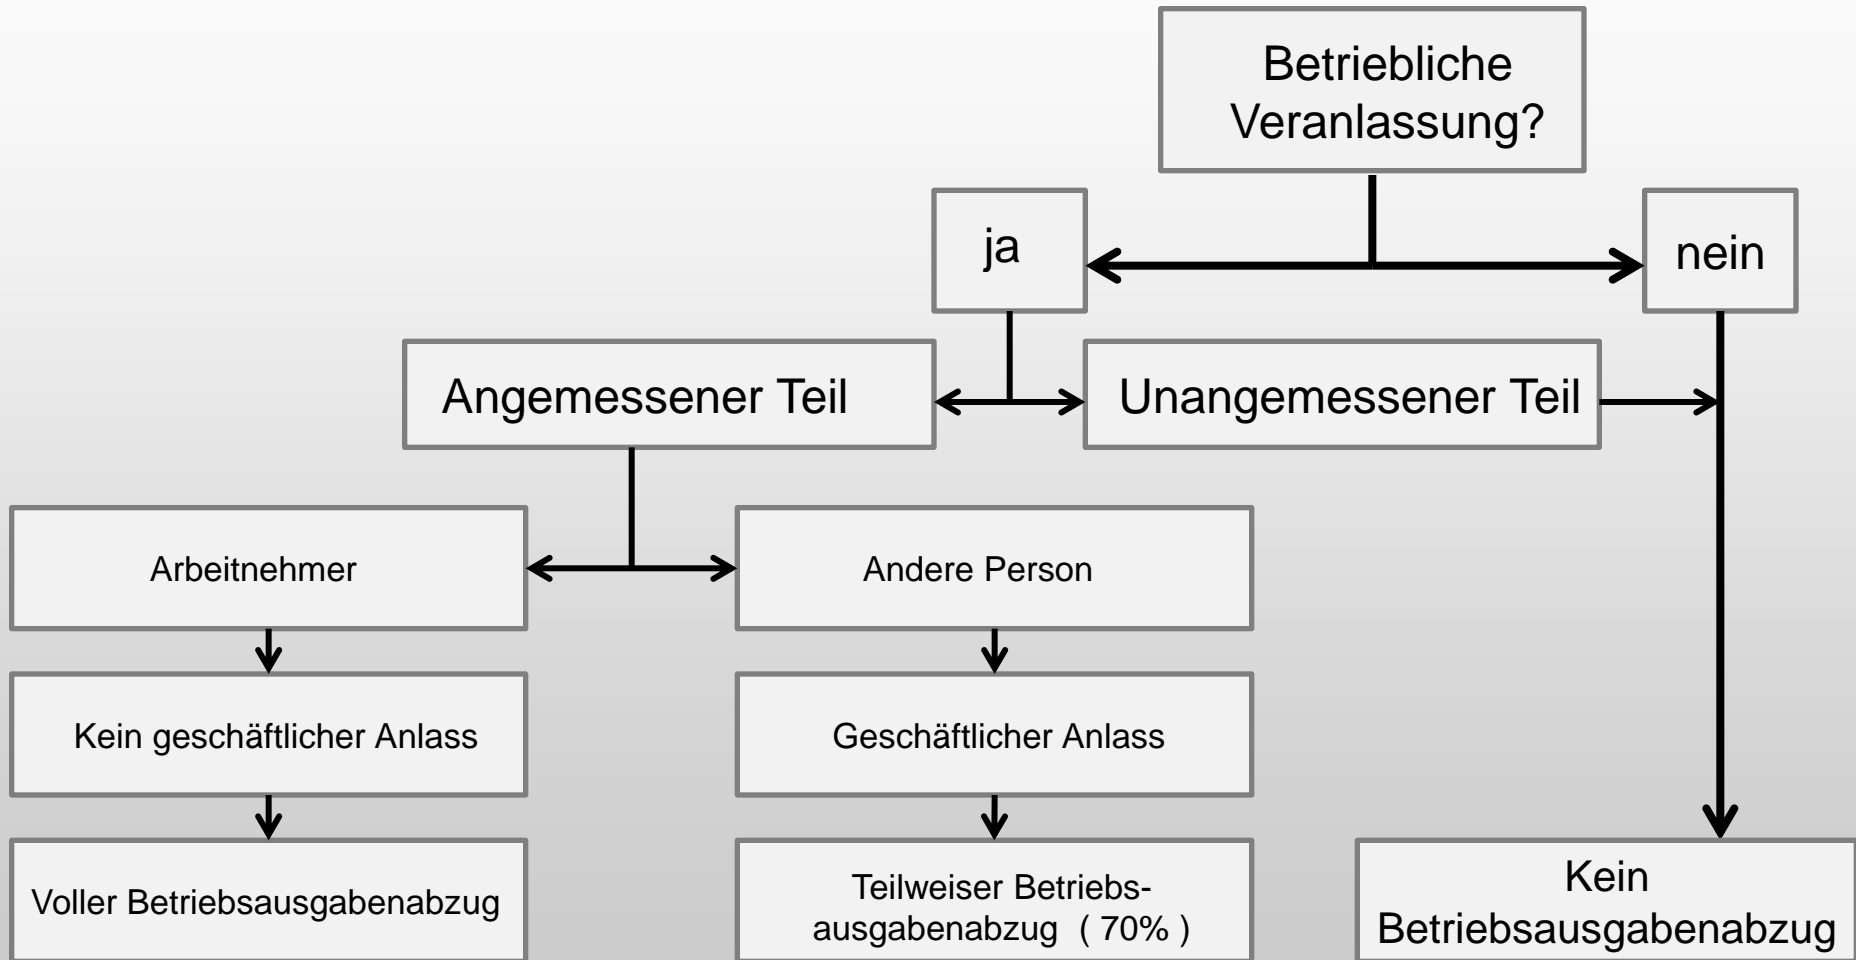 Betriebliche
Veranlassung?
ja
nein
Angemessener Teil
Unangemessener Teil
Arbeitnehmer
Andere Person
Kein geschäftlicher Anlass
Geschäftlicher Anlass
Voller Betriebsausgabenabzug
Teilweiser Betriebs-
ausgabenabzug ( 70% )
Kein
Betriebsausgabenabzug